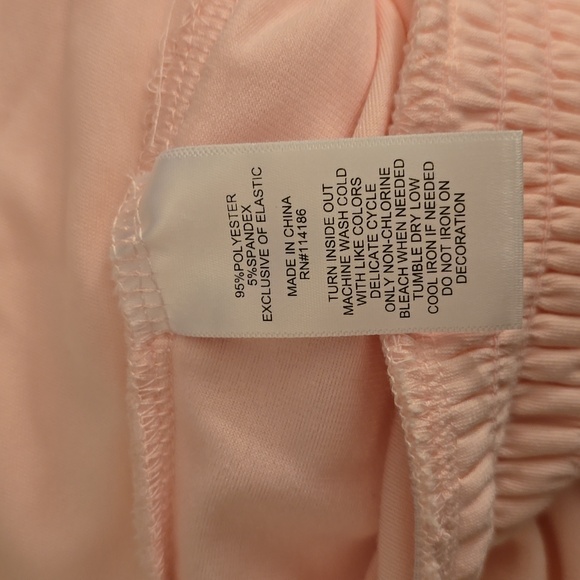 95%POLYESTER
5%SPANDEX
EXCLUSIVE OF ELASTIC
MADE IN CHINA
RN#114186
TURN INSIDE OUT
MACHINE WASH COLD
WITH LIKE COLORS
DELICATE CYCLE
ONLY NON-CHLORINE
BLEACH WHEN NEEDED
TUMBLE DRY LOW
COOL IRON IF NEEDED
DO NOT IRON ON
DECORATION